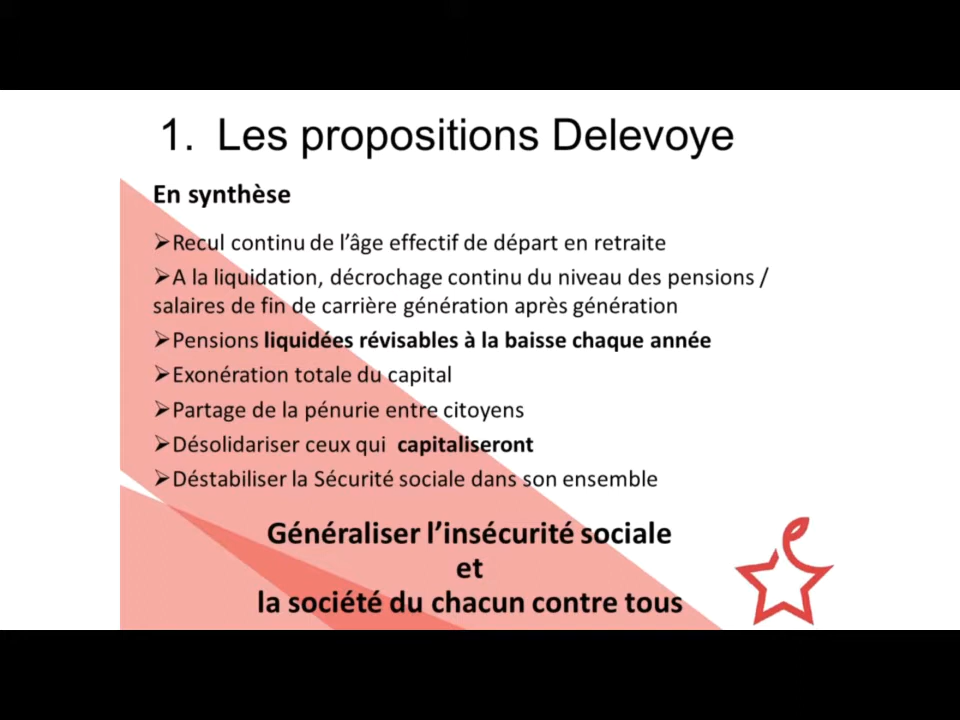 1. Les propositions Delevoye
En synthèse
➢Recul continu de l’âge effectif de départ en retraite
➢A la liquidation, décrochage continu du niveau des pensions /
salaires de fin de carrière génération après génération
➢Pensions liquidées révisables à la baisse chaque année
➢Exonération totale du capital
➢Partage de la pénurie entre citoyens
➢Désolidariser ceux qui capitaliseront
➢Déstabiliser la Sécurité sociale dans son ensemble
Généraliser l’insécurité sociale
et
la société du chacun contre tous